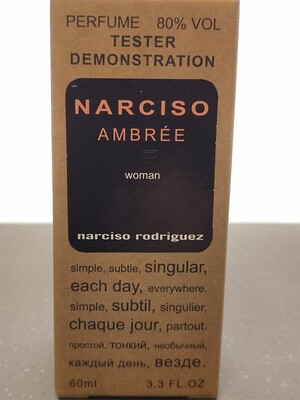 PERFUME 80% VOL
TESTER
DEMONSTRATION
NARCISO
AMBRÉE
woman
narciso rodriguez
simple, subtle, singular,
each day, everywhere.
simple, subtil, singulier,
chaque jour, partout.
простой, тонкий, необычный,
каждый день, везде.
60ml 3.3 FL.OZ